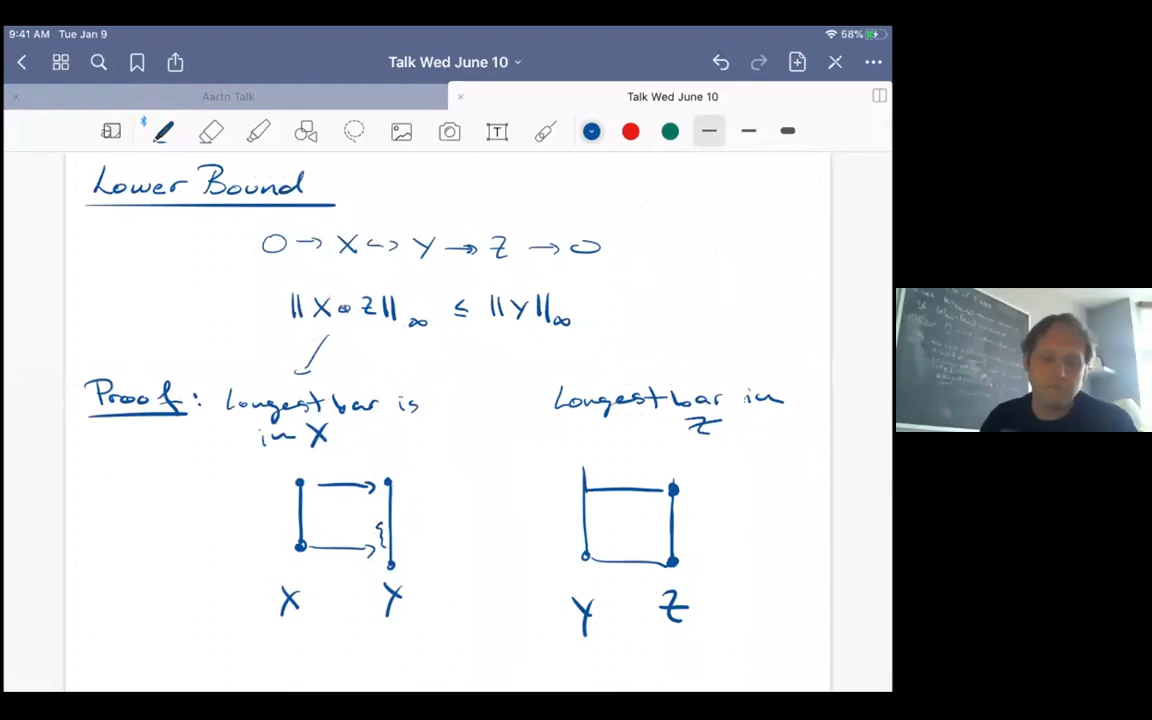 9:41 AM Tue Jan 9
58%
Talk Wed June 10
Aartn Talk
Talk Wed June 10
Lower Bound
0 → X ↪ Y ↠ Z → 0
‖X ⊕ Z‖∞ ≤ ‖Y‖∞
Proof: Longest bar is in X
Longest bar in Z
X Y
Y Z